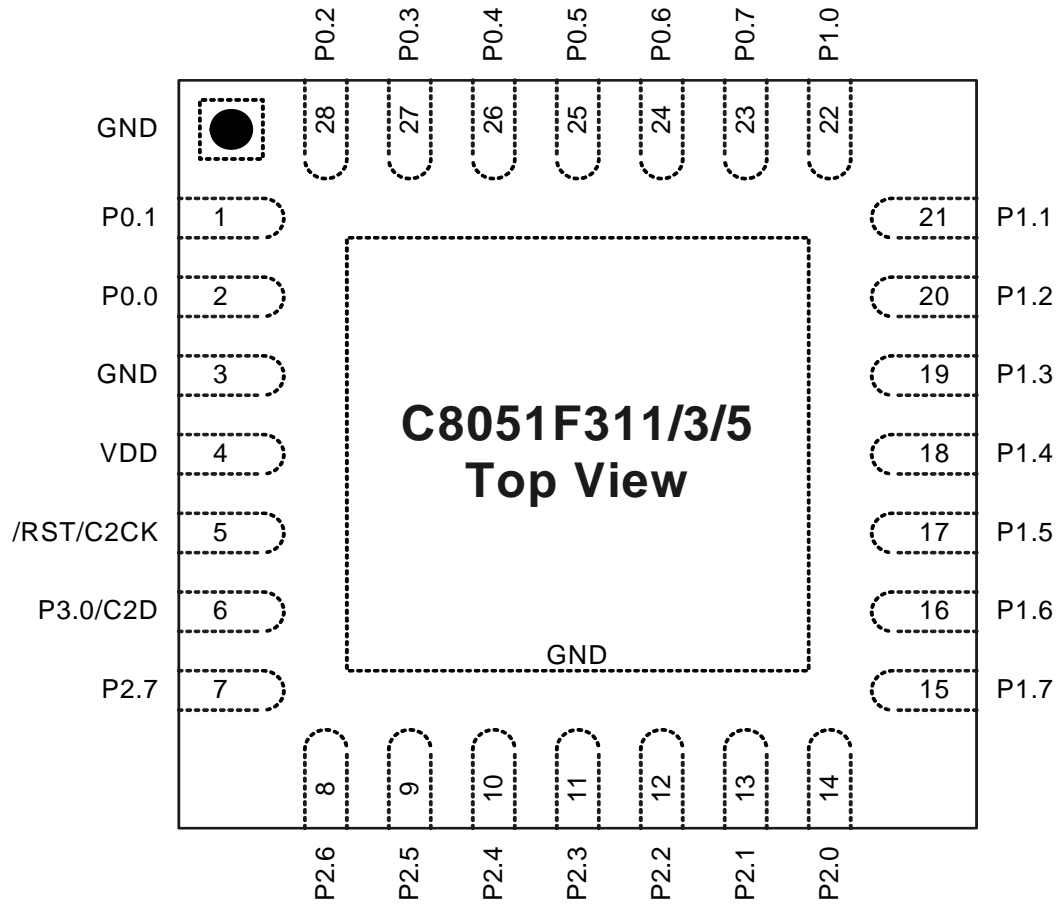 P0.2 P0.3 P0.4 P0.5 P0.6 P0.7 P1.0
28 27 26 25 24 23 22
GND
P0.1 1 21 P1.1
P0.0 2 20 P1.2
GND 3 19 P1.3
C8051F311/3/5
VDD 4 18 P1.4
Top View
/RST/C2CK 5 17 P1.5
P3.0/C2D 6 16 P1.6
GND
P2.7 7 15 P1.7
8 9 10 11 12 13 14
P2.6 P2.5 P2.4 P2.3 P2.2 P2.1 P2.0